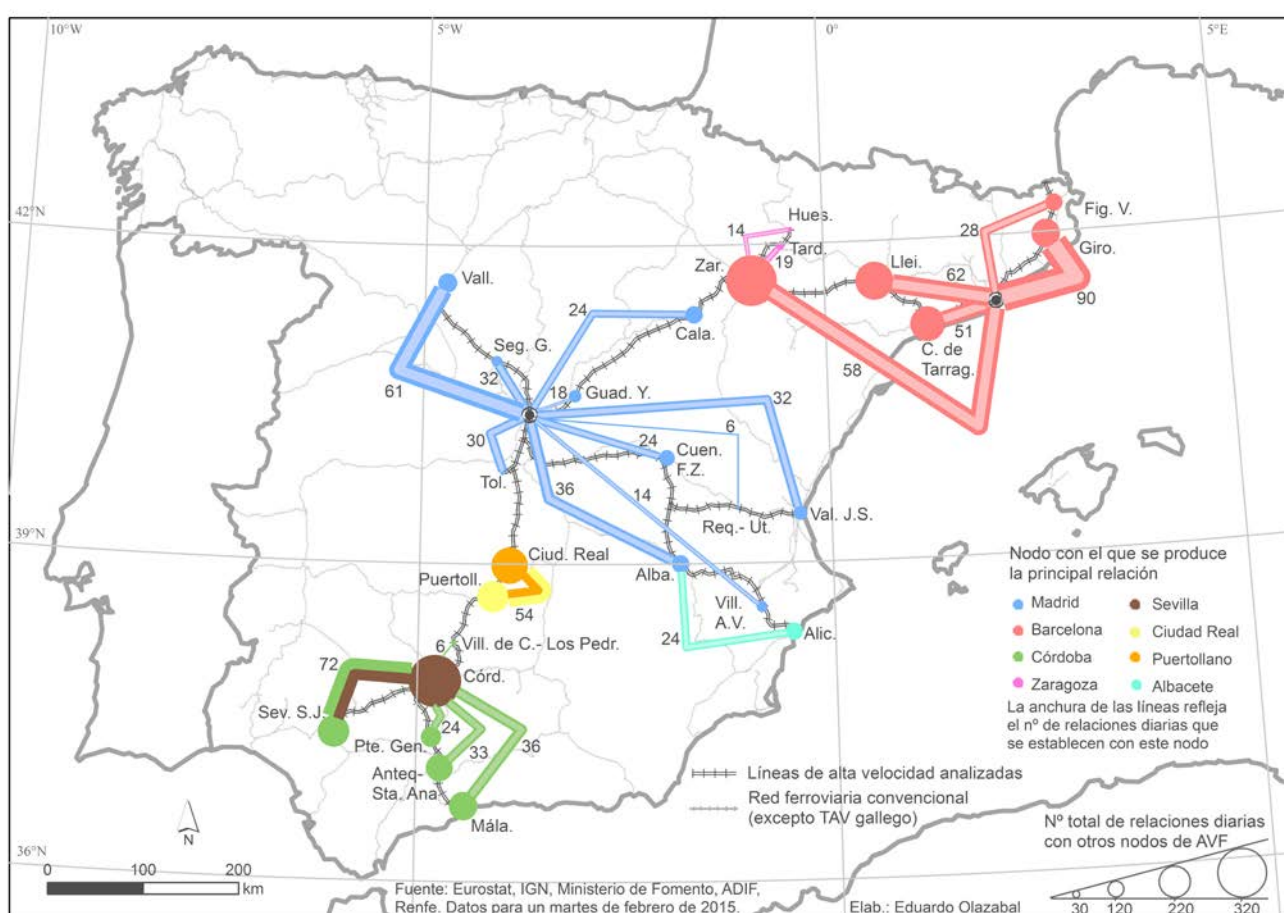 10°W
5°W
0°
5°E
42°N
39°N
36°N
Hues.
14
Tard.
19
Zar.
Fig. V.
28
Giro.
Llei.
62
90
51
C. de
Tarrag.
58
Vall.
24
Cala.
Seg. G.
32
61
18
Guad. Y.
32
6
30
Tol.
24
Cuen.
F.Z.
36
14
Req.- Ut.
Val. J.S.
Ciud. Real
Puertoll.
54
Alba.
Vill.
A.V.
24
Alic.
6
Vill. de C.- Los Pedr.
72
Córd.
Sev. S.J.
24
Pte. Gen.
33
36
Anteq-
Sta. Ana
Mála.
Nodo con el que se produce
la principal relación
Madrid
Sevilla
Barcelona
Ciudad Real
Córdoba
Puertollano
Zaragoza
Albacete
La anchura de las líneas refleja
el nº de relaciones diarias que
se establecen con este nodo
Líneas de alta velocidad analizadas
Red ferroviaria convencional
(excepto TAV gallego)
Nº total de relaciones diarias
con otros nodos de AVF
30 120 220 320
N
0 100 200
km
Fuente: Eurostat, IGN, Ministerio de Fomento, ADIF,
Renfe. Datos para un martes de febrero de 2015.
Elab.: Eduardo Olazabal